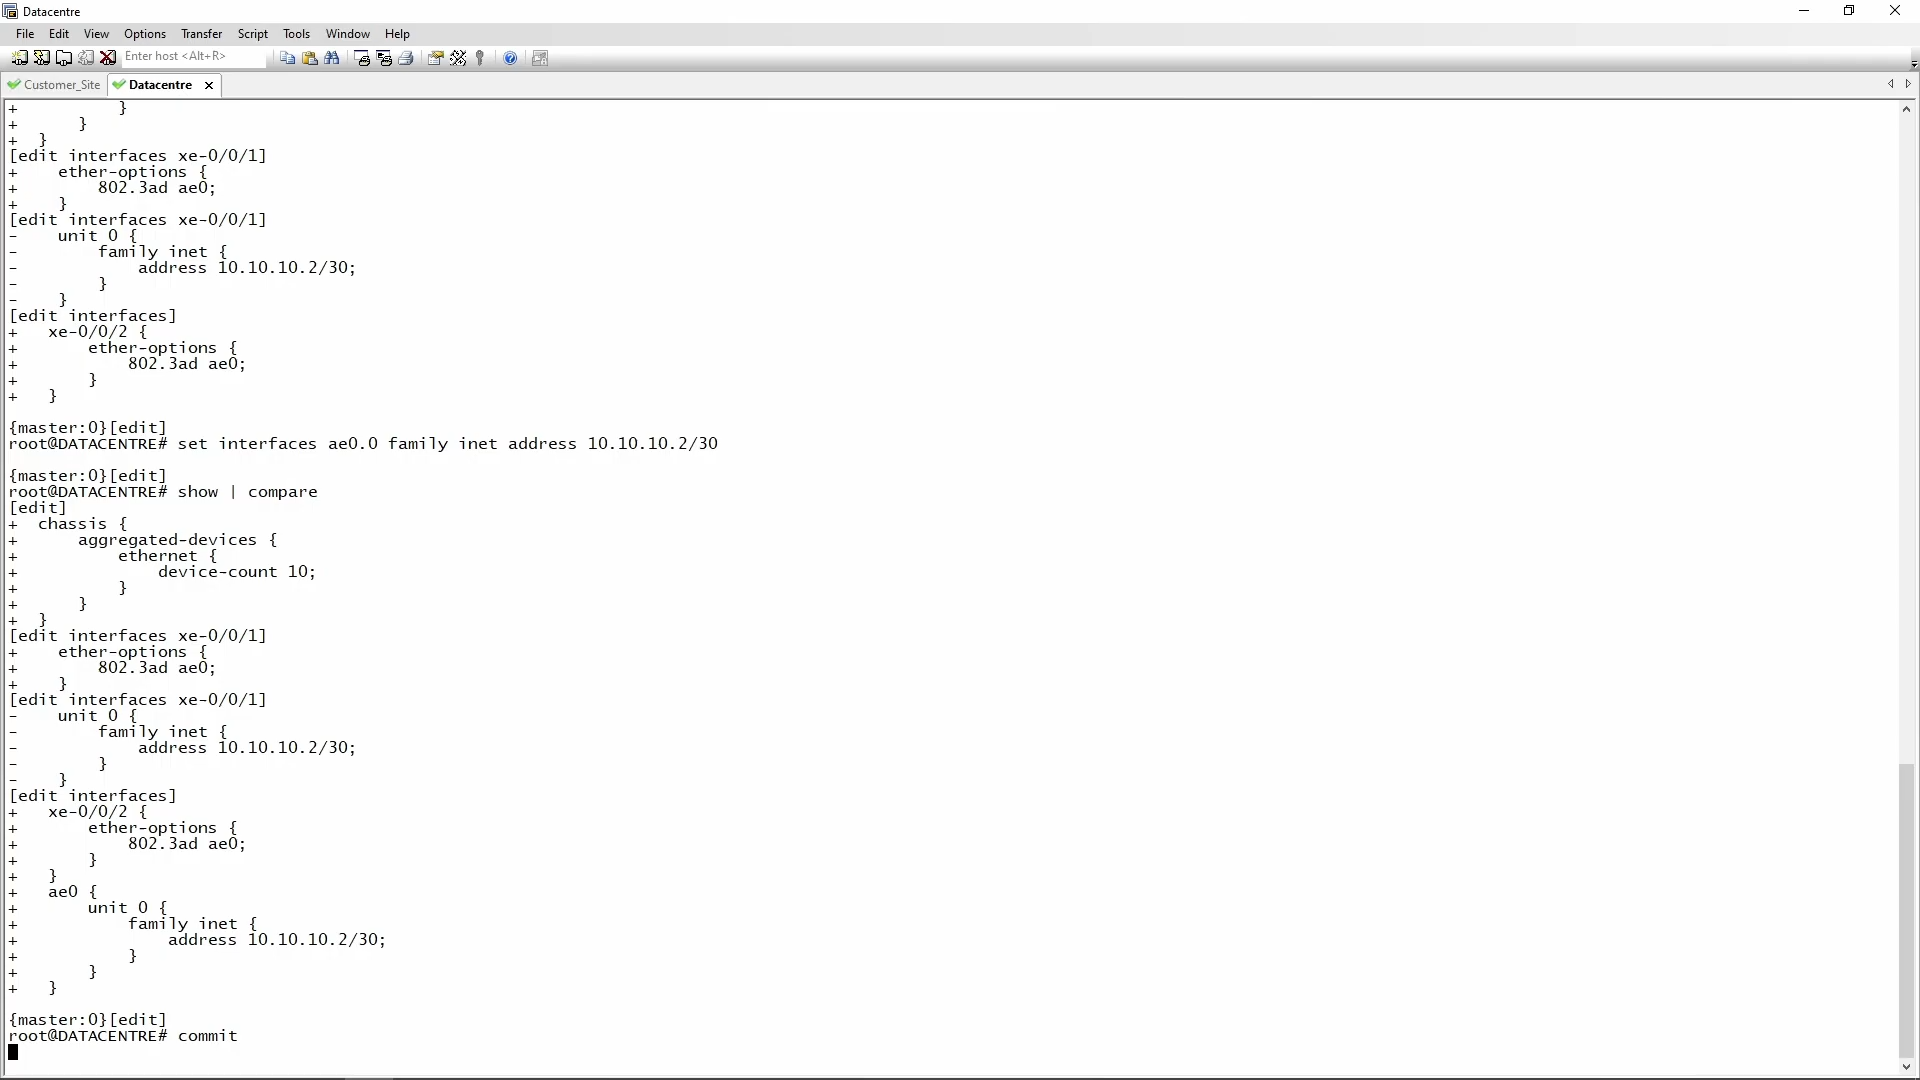 Datacentre
File Edit View Options Transfer Script Tools Window Help
Enter host <Alt+R>
Customer_Site Datacentre
+           }
+       }
+   }
[edit interfaces xe-0/0/1]
+    ether-options {
+        802.3ad ae0;
+    }
[edit interfaces xe-0/0/1]
-    unit 0 {
-        family inet {
-            address 10.10.10.2/30;
-        }
-    }
[edit interfaces]
+   xe-0/0/2 {
+       ether-options {
+           802.3ad ae0;
+       }
+   }
{master:0}[edit]
root@DATACENTRE# set interfaces ae0.0 family inet address 10.10.10.2/30
{master:0}[edit]
root@DATACENTRE# show | compare
[edit]
+  chassis {
+      aggregated-devices {
+          ethernet {
+              device-count 10;
+          }
+      }
+  }
[edit interfaces xe-0/0/1]
+    ether-options {
+        802.3ad ae0;
+    }
[edit interfaces xe-0/0/1]
-    unit 0 {
-        family inet {
-            address 10.10.10.2/30;
-        }
-    }
[edit interfaces]
+   xe-0/0/2 {
+       ether-options {
+           802.3ad ae0;
+       }
+   }
+   ae0 {
+       unit 0 {
+           family inet {
+               address 10.10.10.2/30;
+           }
+       }
+   }
{master:0}[edit]
root@DATACENTRE# commit